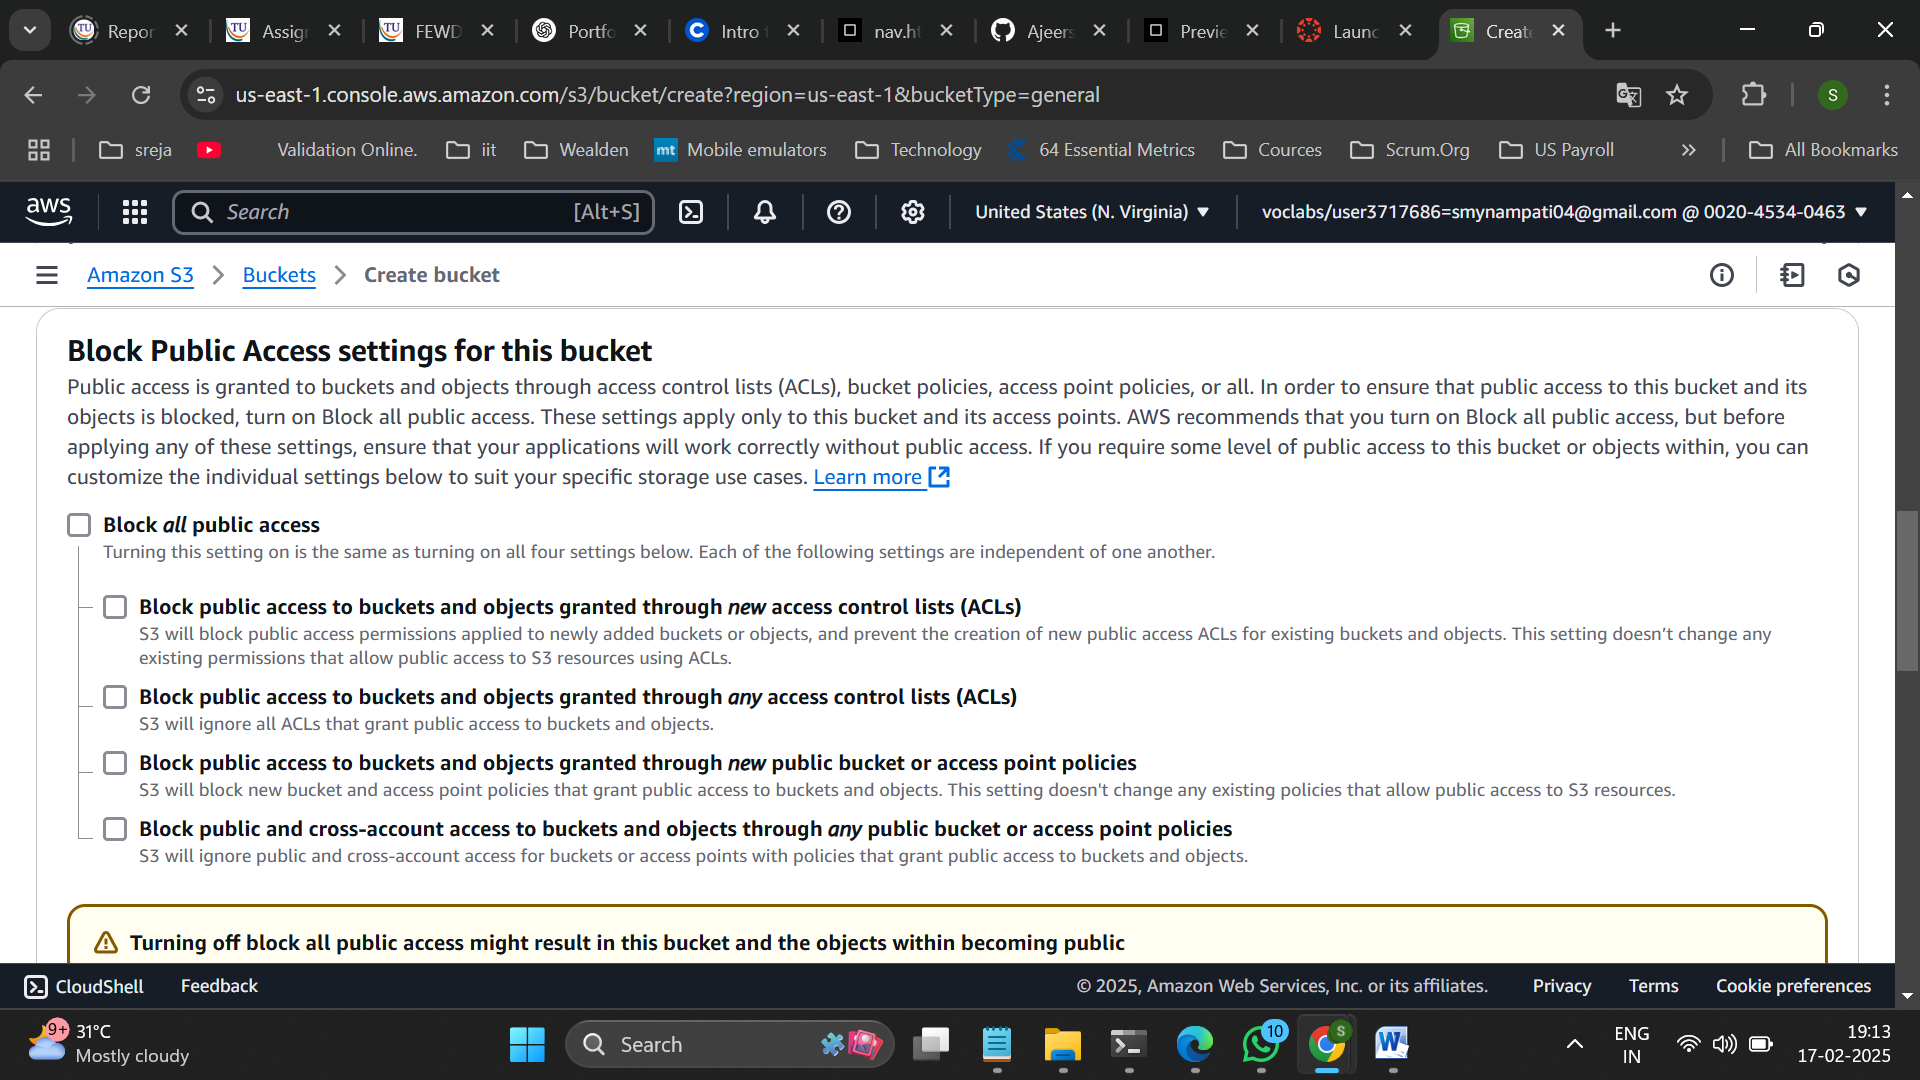 Repor
Assig
FEWD
Portfo
Intro
nav.ht
Ajeers
Previe
Launc
Create
us-east-1.console.aws.amazon.com/s3/bucket/create?region=us-east-1&bucketType=general
S
sreja
Validation Online.
iit
Wealden
mt Mobile emulators
Technology
64 Essential Metrics
Cources
Scrum.Org
US Payroll
All Bookmarks
aws
Search
[Alt+S]
United States (N. Virginia)
voclabs/user3717686=smynampati04@gmail.com @ 0020-4534-0463
Amazon S3
Buckets
Create bucket
Block Public Access settings for this bucket
Public access is granted to buckets and objects through access control lists (ACLs), bucket policies, access point policies, or all. In order to ensure that public access to this bucket and its
objects is blocked, turn on Block all public access. These settings apply only to this bucket and its access points. AWS recommends that you turn on Block all public access, but before
applying any of these settings, ensure that your applications will work correctly without public access. If you require some level of public access to this bucket or objects within, you can
customize the individual settings below to suit your specific storage use cases. Learn more
Block all public access
Turning this setting on is the same as turning on all four settings below. Each of the following settings are independent of one another.
Block public access to buckets and objects granted through new access control lists (ACLs)
S3 will block public access permissions applied to newly added buckets or objects, and prevent the creation of new public access ACLs for existing buckets and objects. This setting doesn’t change any
existing permissions that allow public access to S3 resources using ACLs.
Block public access to buckets and objects granted through any access control lists (ACLs)
S3 will ignore all ACLs that grant public access to buckets and objects.
Block public access to buckets and objects granted through new public bucket or access point policies
S3 will block new bucket and access point policies that grant public access to buckets and objects. This setting doesn't change any existing policies that allow public access to S3 resources.
Block public and cross-account access to buckets and objects through any public bucket or access point policies
S3 will ignore public and cross-account access for buckets or access points with policies that grant public access to buckets and objects.
Turning off block all public access might result in this bucket and the objects within becoming public
CloudShell
Feedback
© 2025, Amazon Web Services, Inc. or its affiliates.
Privacy
Terms
Cookie preferences
9+
31°C
Mostly cloudy
Search
10
S
ENG
IN
19:13
17-02-2025